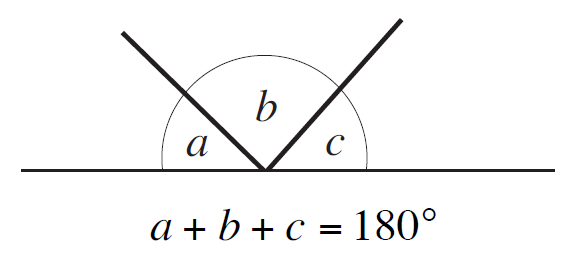 b
a c
a + b + c = 180°